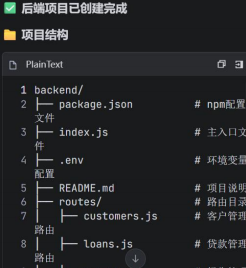 ✅ 后端项目已创建完成
📁 项目结构
PlainText
1 backend/
2 ├── package.json # npm配置
文件
3 ├── index.js # 主入口文
件
4 ├── .env # 环境变量
配置
5 ├── README.md # 项目说明
6 ├── routes/ # 路由目录
7 │ ├── customers.js # 客户管理
路由
8 │ ├── loans.js # 贷款管理
路由